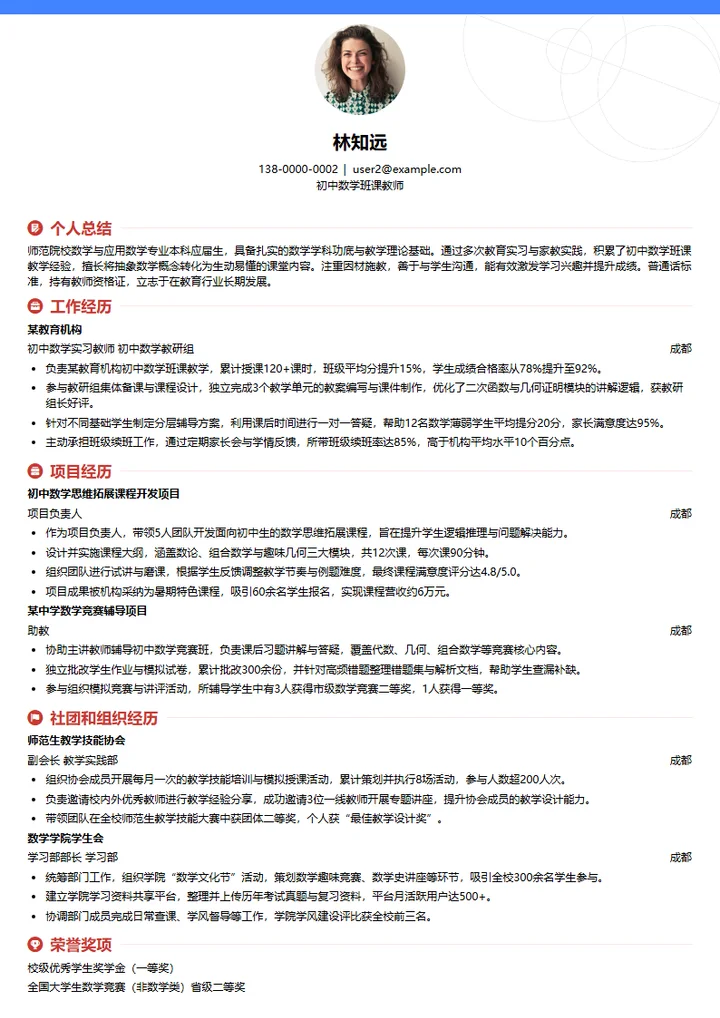 林知远
138-0000-0002 | user2@example.com
初中数学班课教师
个人总结
师范院校数学与应用数学专业本科应届生，具备扎实的数学学科功底与教学理论基础。通过多次教育实习与家教实践，积累了初中数学班课
教学经验，擅长将抽象数学概念转化为生动易懂的课堂内容。注重因材施教，善于与学生沟通，能有效激发学习兴趣并提升成绩。普通话标
准，持有教师资格证，立志于在教育行业长期发展。
工作经历
某教育机构
初中数学实习教师 初中数学教研组 成都
• 负责某教育机构初中数学班课教学，累计授课120+课时，班级平均分提升15%，学生成绩合格率从78%提升至92%。
• 参与教研组集体备课与课程设计，独立完成3个教学单元的教案编写与课件制作，优化了二次函数与几何证明模块的讲解逻辑，获教研
组长好评。
• 针对不同基础学生制定分层辅导方案，利用课后时间进行一对一答疑，帮助12名数学薄弱学生平均提分20分，家长满意度达95%。
• 主动承担班级续班工作，通过定期家长会与学情反馈，所带班级续班率达85%，高于机构平均水平10个百分点。
项目经历
初中数学思维拓展课程开发项目
项目负责人 成都
• 作为项目负责人，带领5人团队开发面向初中生的数学思维拓展课程，旨在提升学生逻辑推理与问题解决能力。
• 设计并实施课程大纲，涵盖数论、组合数学与趣味几何三大模块，共12次课，每次课90分钟。
• 组织团队进行试讲与磨课，根据学生反馈调整教学节奏与例题难度，最终课程满意度评分达4.8/5.0。
• 项目成果被机构采纳为暑期特色课程，吸引60余名学生报名，实现课程营收约6万元。
某中学数学竞赛辅导项目
助教 成都
• 协助主讲教师辅导初中数学竞赛班，负责课后习题讲解与答疑，覆盖代数、几何、组合数学等竞赛核心内容。
• 独立批改学生作业与模拟试卷，累计批改300余份，并针对高频错题整理错题集与解析文档，帮助学生查漏补缺。
• 参与组织模拟竞赛与讲评活动，所辅导学生中有3人获得市级数学竞赛二等奖，1人获得一等奖。
社团和组织经历
师范生教学技能协会
副会长 教学实践部 成都
• 组织协会成员开展每月一次的教学技能培训与模拟授课活动，累计策划并执行8场活动，参与人数超200人次。
• 负责邀请校内外优秀教师进行教学经验分享，成功邀请3位一线教师开展专题讲座，提升协会成员的教学设计能力。
• 带领团队在全校师范生教学技能大赛中获团体二等奖，个人获“最佳教学设计奖”。
数学学院学生会
学习部部长 学习部 成都
• 统筹部门工作，组织学院“数学文化节”活动，策划数学趣味竞赛、数学史讲座等环节，吸引全校300余名学生参与。
• 建立学院学习资料共享平台，整理并上传历年考试真题与复习资料，平台月活跃用户达500+。
• 协调部门成员完成日常查课、学风督导等工作，学院学风建设评比获全校前三名。
荣誉奖项
校级优秀学生奖学金（一等奖）
全国大学生数学竞赛（非数学类）省级二等奖